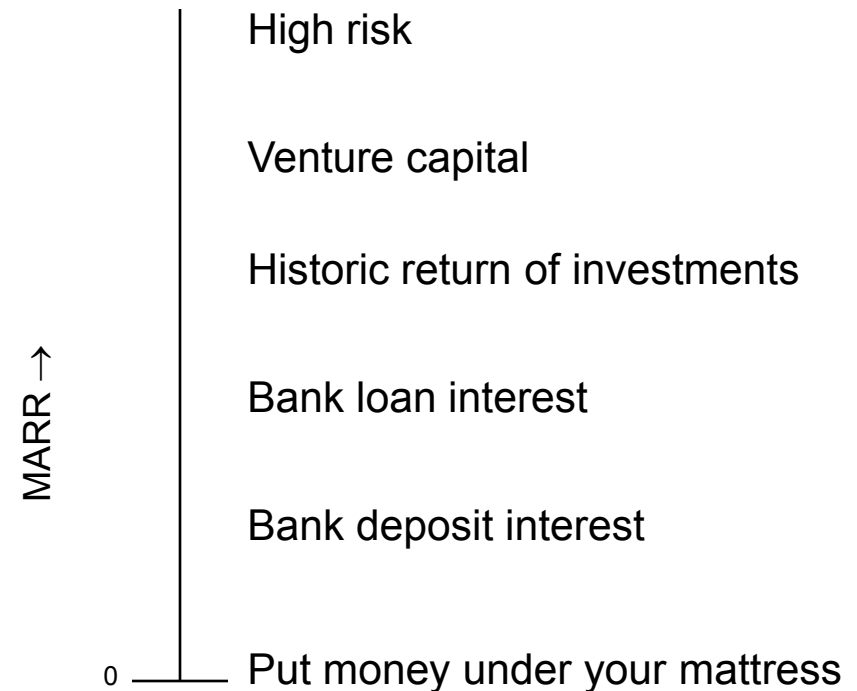 High risk
Venture capital
Historic return of investments
MARR →
Bank loan interest
Bank deposit interest
0
Put money under your mattress